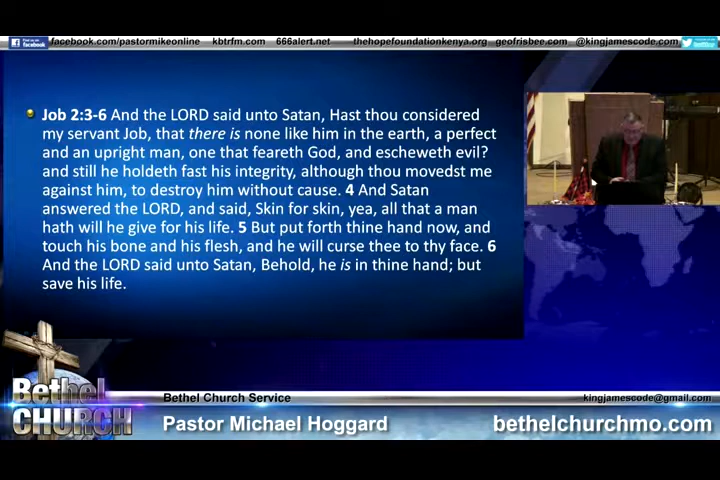 facebook.com/pastormikeonline kbtrfm.com 666alert.net thehopefoundationkenya.org geofrisbee.com @kingjamescode.com
Job 2:3-6 And the LORD said unto Satan, Hast thou considered
my servant Job, that there is none like him in the earth, a perfect
and an upright man, one that feareth God, and escheweth evil?
and still he holdeth fast his integrity, although thou movedst me
against him, to destroy him without cause. 4 And Satan
answered the LORD, and said, Skin for skin, yea, all that a man
hath will he give for his life. 5 But put forth thine hand now, and
touch his bone and his flesh, and he will curse thee to thy face. 6
And the LORD said unto Satan, Behold, he is in thine hand; but
save his life.
Bethel
CHURCH
Bethel Church Service kingjamescode@gmail.com
Pastor Michael Hoggard bethelchurchmo.com